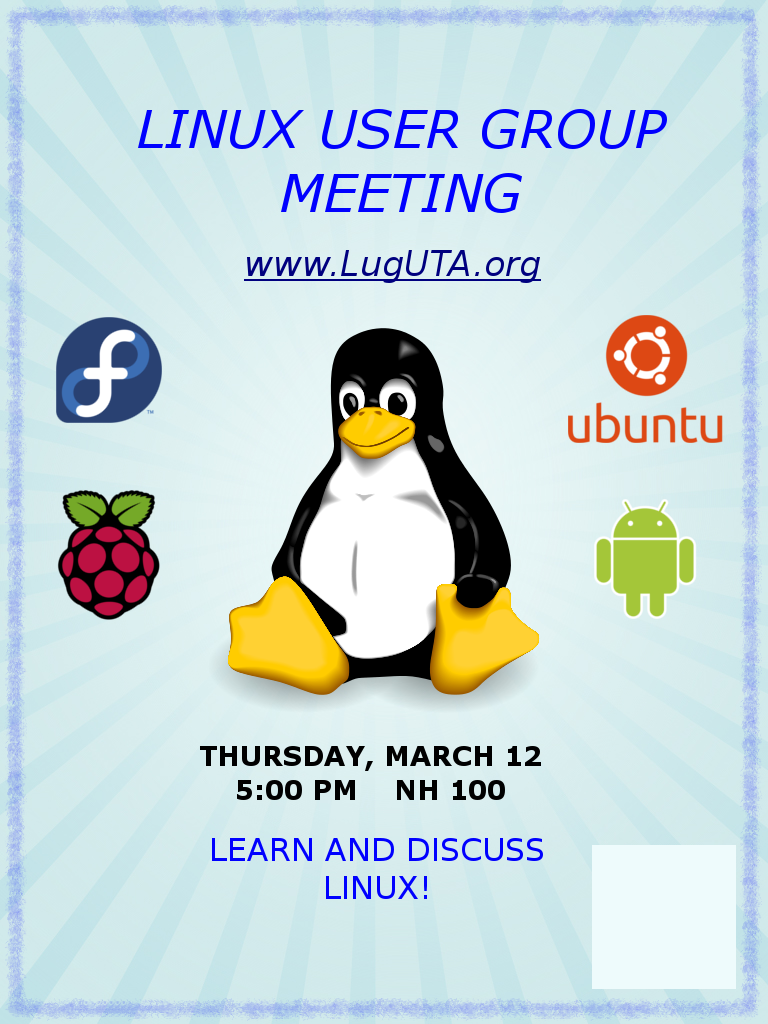 LINUX USER GROUP
MEETING
www.LugUTA.org
ubuntu
THURSDAY, MARCH 12
5:00 PM NH 100
LEARN AND DISCUSS
LINUX!